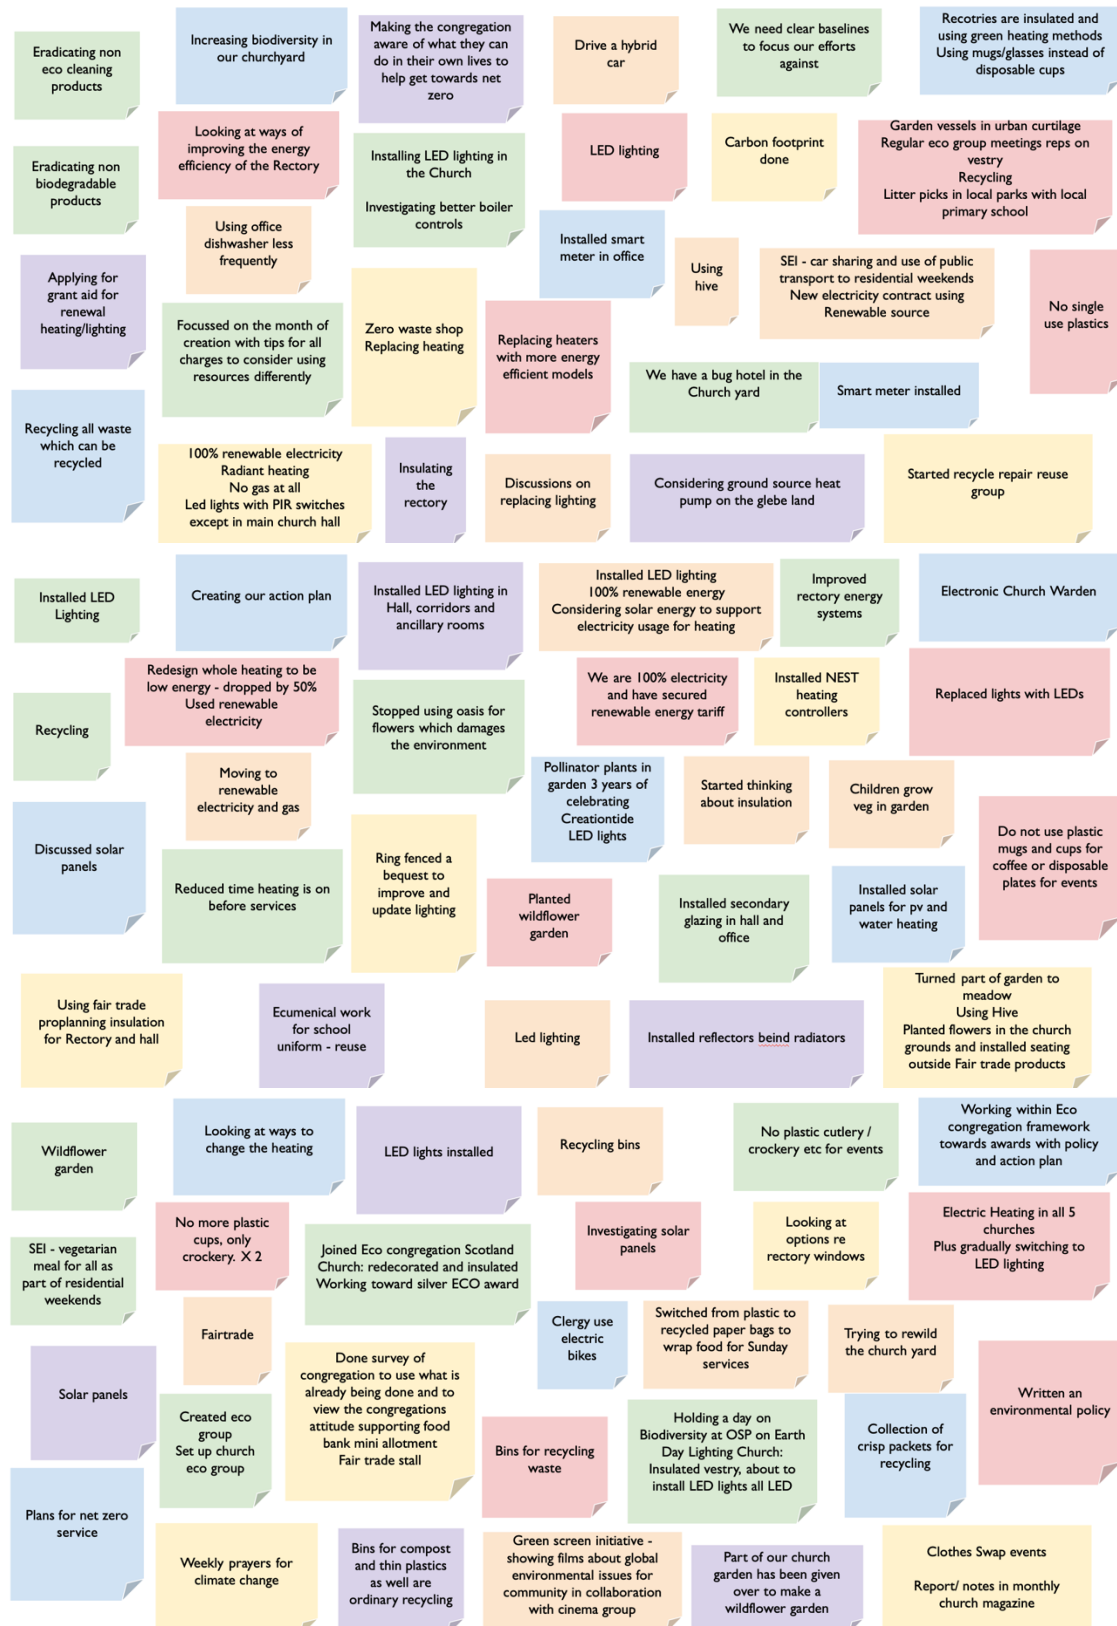 Eradicating non
eco cleaning
products
Increasing biodiversity in
our churchyard
Making the congregation
aware of what they can
do in their own lives to
help get towards net
zero
Drive a hybrid
car
We need clear baselines
to focus our efforts
against
Recotries are insulated and
using green heating methods
Using mugs/glasses instead of
disposable cups
Eradicating non
biodegradable
products
Looking at ways of
improving the energy
efficiency of the Rectory
Installing LED lighting in
the Church
Investigating better boiler
controls
LED lighting
Carbon footprint
done
Garden vessels in urban curtilage
Regular eco group meetings reps on
vestry
Recycling
Litter picks in local parks with local
primary school
Using office
dishwasher less
frequently
Installed smart
meter in office
Using
hive
SEI - car sharing and use of public
transport to residential weekends
New electricity contract using
Renewable source
No single
use plastics
Applying for
grant aid for
renewal
heating/lighting
Focussed on the month of
creation with tips for all
charges to consider using
resources differently
Zero waste shop
Replacing heating
Replacing heaters
with more energy
efficient models
We have a bug hotel in the
Church yard
Smart meter installed
Recycling all waste
which can be
recycled
100% renewable electricity
Radiant heating
No gas at all
Led lights with PIR switches
except in main church hall
Insulating
the
rectory
Discussions on
replacing lighting
Considering ground source heat
pump on the glebe land
Started recycle repair reuse
group
Installed LED
Lighting
Creating our action plan
Installed LED lighting in
Hall, corridors and
ancillary rooms
Installed LED lighting
100% renewable energy
Considering solar energy to support
electricity usage for heating
Improved
rectory energy
systems
Electronic Church Warden
Recycling
Redesign whole heating to be
low energy - dropped by 50%
Used renewable
electricity
Stopped using oasis for
flowers which damages
the environment
We are 100% electricity
and have secured
renewable energy tariff
Installed NEST
heating
controllers
Replaced lights with LEDs
Moving to
renewable
electricity and gas
Pollinator plants in
garden 3 years of
celebrating
Creationtide
LED lights
Started thinking
about insulation
Children grow
veg in garden
Do not use plastic
mugs and cups for
coffee or disposable
plates for events
Discussed solar
panels
Reduced time heating is on
before services
Ring fenced a
bequest to
improve and
update lighting
Planted
wildflower
garden
Installed secondary
glazing in hall and
office
Installed solar
panels for pv and
water heating
Using fair trade
proplanning insulation
for Rectory and hall
Ecumenical work
for school
uniform - reuse
Led lighting
Installed reflectors beind radiators
Turned part of garden to
meadow
Using Hive
Planted flowers in the church
grounds and installed seating
outside Fair trade products
Wildflower
garden
Looking at ways to
change the heating
LED lights installed
Recycling bins
No plastic cutlery /
crockery etc for events
Working within Eco
congregation framework
towards awards with policy
and action plan
SEI - vegetarian
meal for all as
part of residential
weekends
No more plastic
cups, only
crockery. X 2
Joined Eco congregation Scotland
Church: redecorated and insulated
Working toward silver ECO award
Investigating solar
panels
Looking at
options re
rectory windows
Electric Heating in all 5
churches
Plus gradually switching to
LED lighting
Fairtrade
Clergy use
electric
bikes
Switched from plastic to
recycled paper bags to
wrap food for Sunday
services
Trying to rewild
the church yard
Written an
environmental policy
Solar panels
Created eco
group
Set up church
eco group
Done survey of
congregation to use what is
already being done and to
view the congregations
attitude supporting food
bank mini allotment
Fair trade stall
Bins for recycling
waste
Holding a day on
Biodiversity at OSP on Earth
Day Lighting Church:
Insulated vestry, about to
install LED lights all LED
Collection of
crisp packets for
recycling
Plans for net zero
service
Weekly prayers for
climate change
Bins for compost
and thin plastics
as well are
ordinary recycling
Green screen initiative -
showing films about global
environmental issues for
community in collaboration
with cinema group
Part of our church
garden has been given
over to make a
wildflower garden
Clothes Swap events
Report/ notes in monthly
church magazine